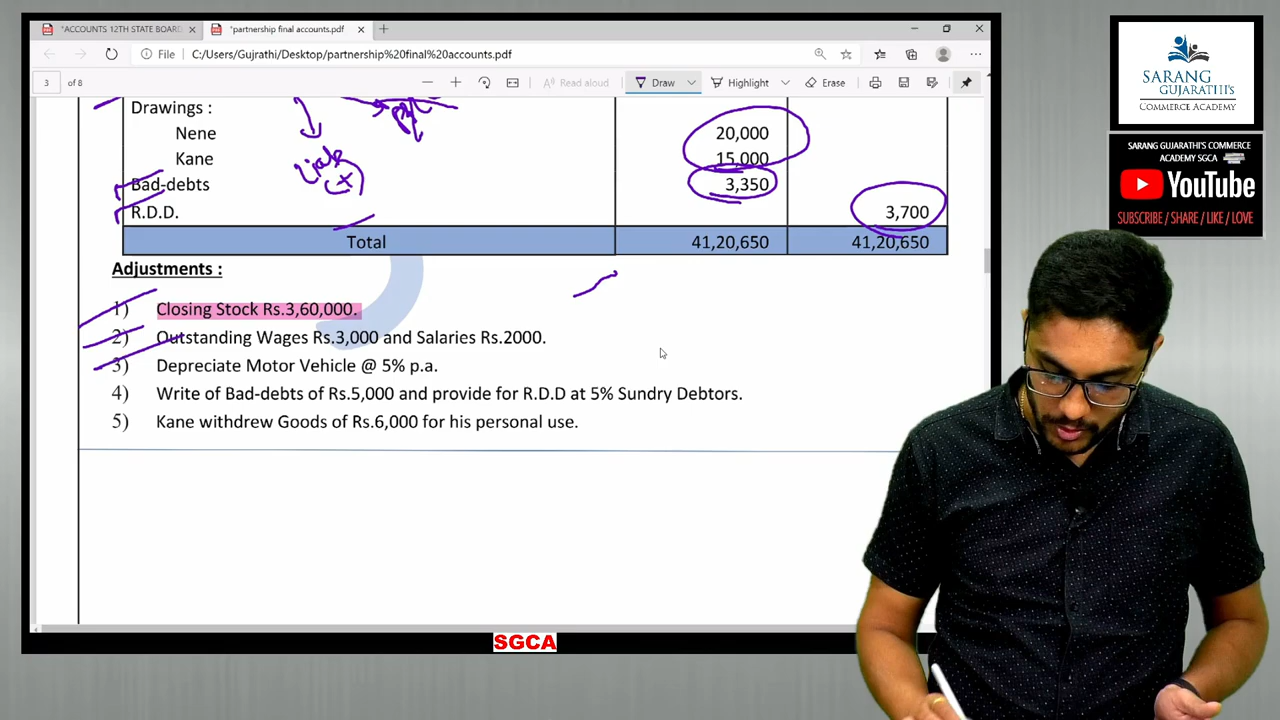 "ACCOUNTS 12TH STATE BOARD
"partnership final accounts.pdf
File C:/Users/Gujrathi/Desktop/partnership%20final%20accounts.pdf
3 of 8
Read aloud
Draw
Highlight
Erase
Drawings :
Nene 20,000
Kane 15,000
Bad-debts 3,350
R.D.D. 3,700
Total 41,20,650 41,20,650
Adjustments :
1) Closing Stock Rs.3,60,000.
2) Outstanding Wages Rs.3,000 and Salaries Rs.2000.
3) Depreciate Motor Vehicle @ 5% p.a.
4) Write of Bad-debts of Rs.5,000 and provide for R.D.D at 5% Sundry Debtors.
5) Kane withdrew Goods of Rs.6,000 for his personal use.
SGCA
SARANG
GUJARATHI'S
COMMERCE ACADEMY
SARANG GUJARATHI'S COMMERCE
ACADEMY SGCA
YouTube
SUBSCRIBE / SHARE / LIKE / LOVE